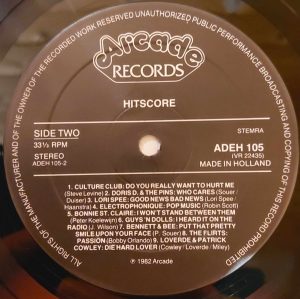 ALL RIGHTS OF THE MANUFACTURER AND OF THE OWNER OF THE RECORDED WORK RESERVED UNAUTHORIZED PUBLIC PERFORMANCE BROADCASTING AND COPYING OF THIS RECORD PROHIBITED
Arcade
RECORDS
HITSCORE
SIDE TWO
33⅓ RPM
STEREO
ADEH 105-2
STEMRA
ADEH 105
(VR 22435)
MADE IN HOLLAND
1. CULTURE CLUB: DO YOU REALLY WANT TO HURT ME
(Steve Levine) 2. DORIS D. & THE PINS: WHO CARES (Souer /
Duiser) 3. LORI SPEE: GOOD NEWS BAD NEWS (Lori Spee /
Hrianstra) 4. ELECTROPHONIQUE: POP MUSIC (Robin Scott)
5. BONNIE ST. CLAIRE: I WON'T STAND BETWEEN THEM
(Peter Koelewijn) 6. GUYS 'N DOLLS: I HEARD IT ON THE
RADIO (J. Wilson) 7. BENNETT & BEE: PUT THAT PRETTY
SMILE UPON YOUR FACE (P. Souer) 8. THE FLIRTS:
PASSION (Bobby Orlando) 9. LOVERDE & PATRICK
COWLEY: DIE HARD LOVER (Cowley / Loverde / Miley)
℗ 1982 Arcade